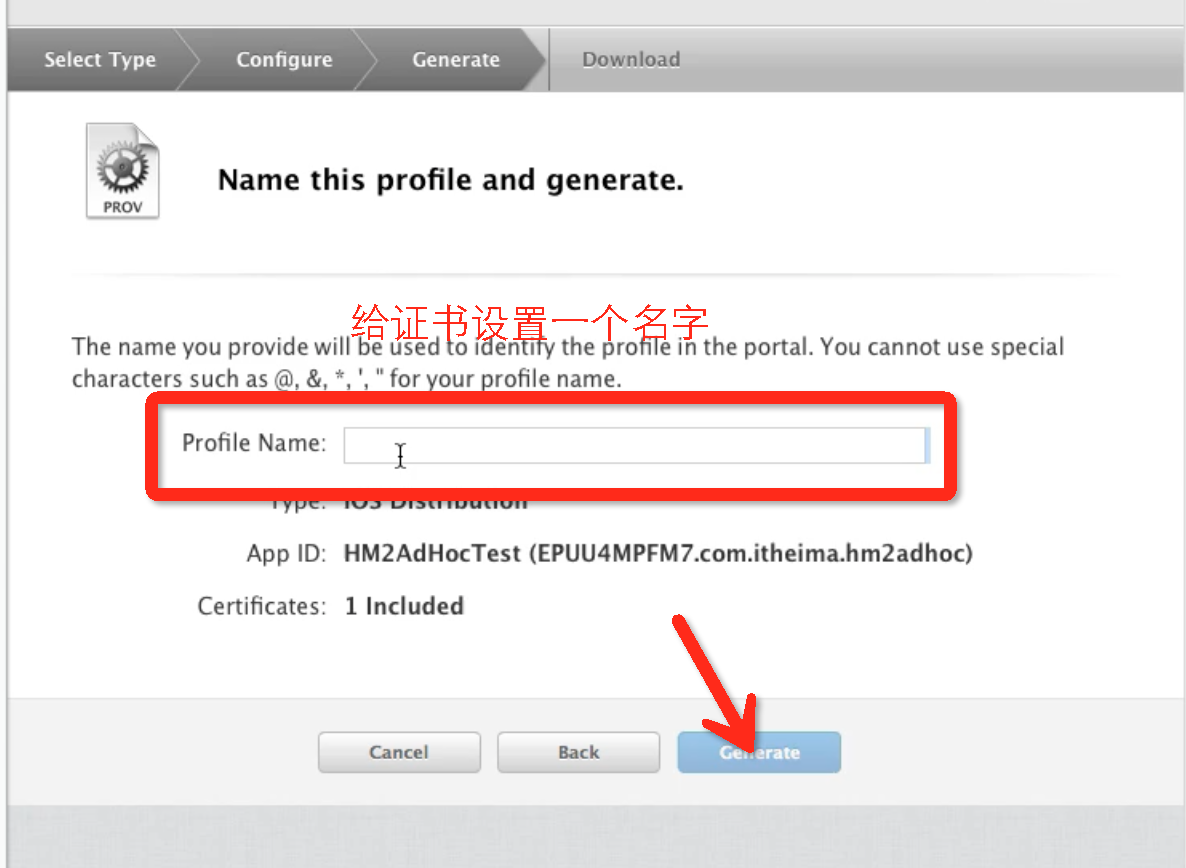 Select Type
Configure
Generate
Download
PROV
Name this profile and generate.
给证书设置一个名字
The name you provide will be used to identify the profile in the portal. You cannot use special
characters such as @, &, *, ', " for your profile name.
Profile Name:
Type: iOS Distribution
App ID: HM2AdHocTest (EPUU4MPFM7.com.itheima.hm2adhoc)
Certificates: 1 Included
Cancel
Back
Generate